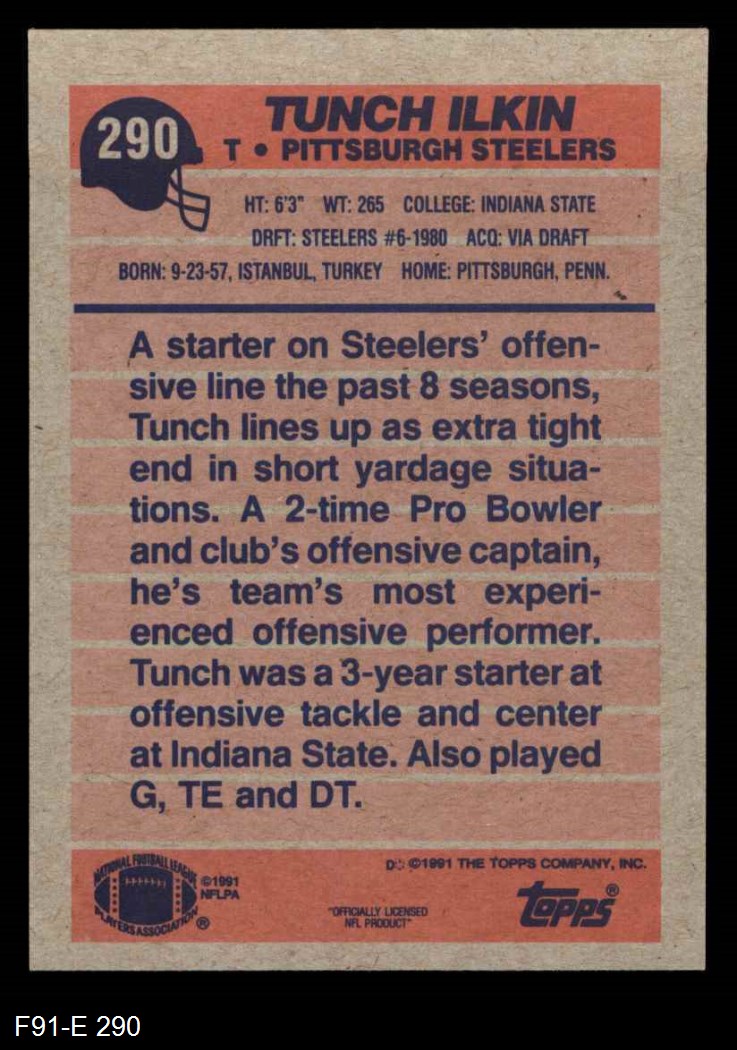 290
TUNCH ILKIN
T • PITTSBURGH STEELERS
HT: 6'3" WT: 265 COLLEGE: INDIANA STATE
DRFT: STEELERS #6-1980 ACQ: VIA DRAFT
BORN: 9-23-57, ISTANBUL, TURKEY HOME: PITTSBURGH, PENN.
A starter on Steelers' offen-
sive line the past 8 seasons,
Tunch lines up as extra tight
end in short yardage situa-
tions. A 2-time Pro Bowler
and club's offensive captain,
he's team's most experi-
enced offensive performer.
Tunch was a 3-year starter at
offensive tackle and center
at Indiana State. Also played
G, TE and DT.
NATIONAL FOOTBALL LEAGUE
PLAYERS ASSOCIATION ®
©1991
NFLPA
"OFFICIALLY LICENSED
NFL PRODUCT"
D ©1991 THE TOPPS COMPANY, INC.
topps®
F91-E 290